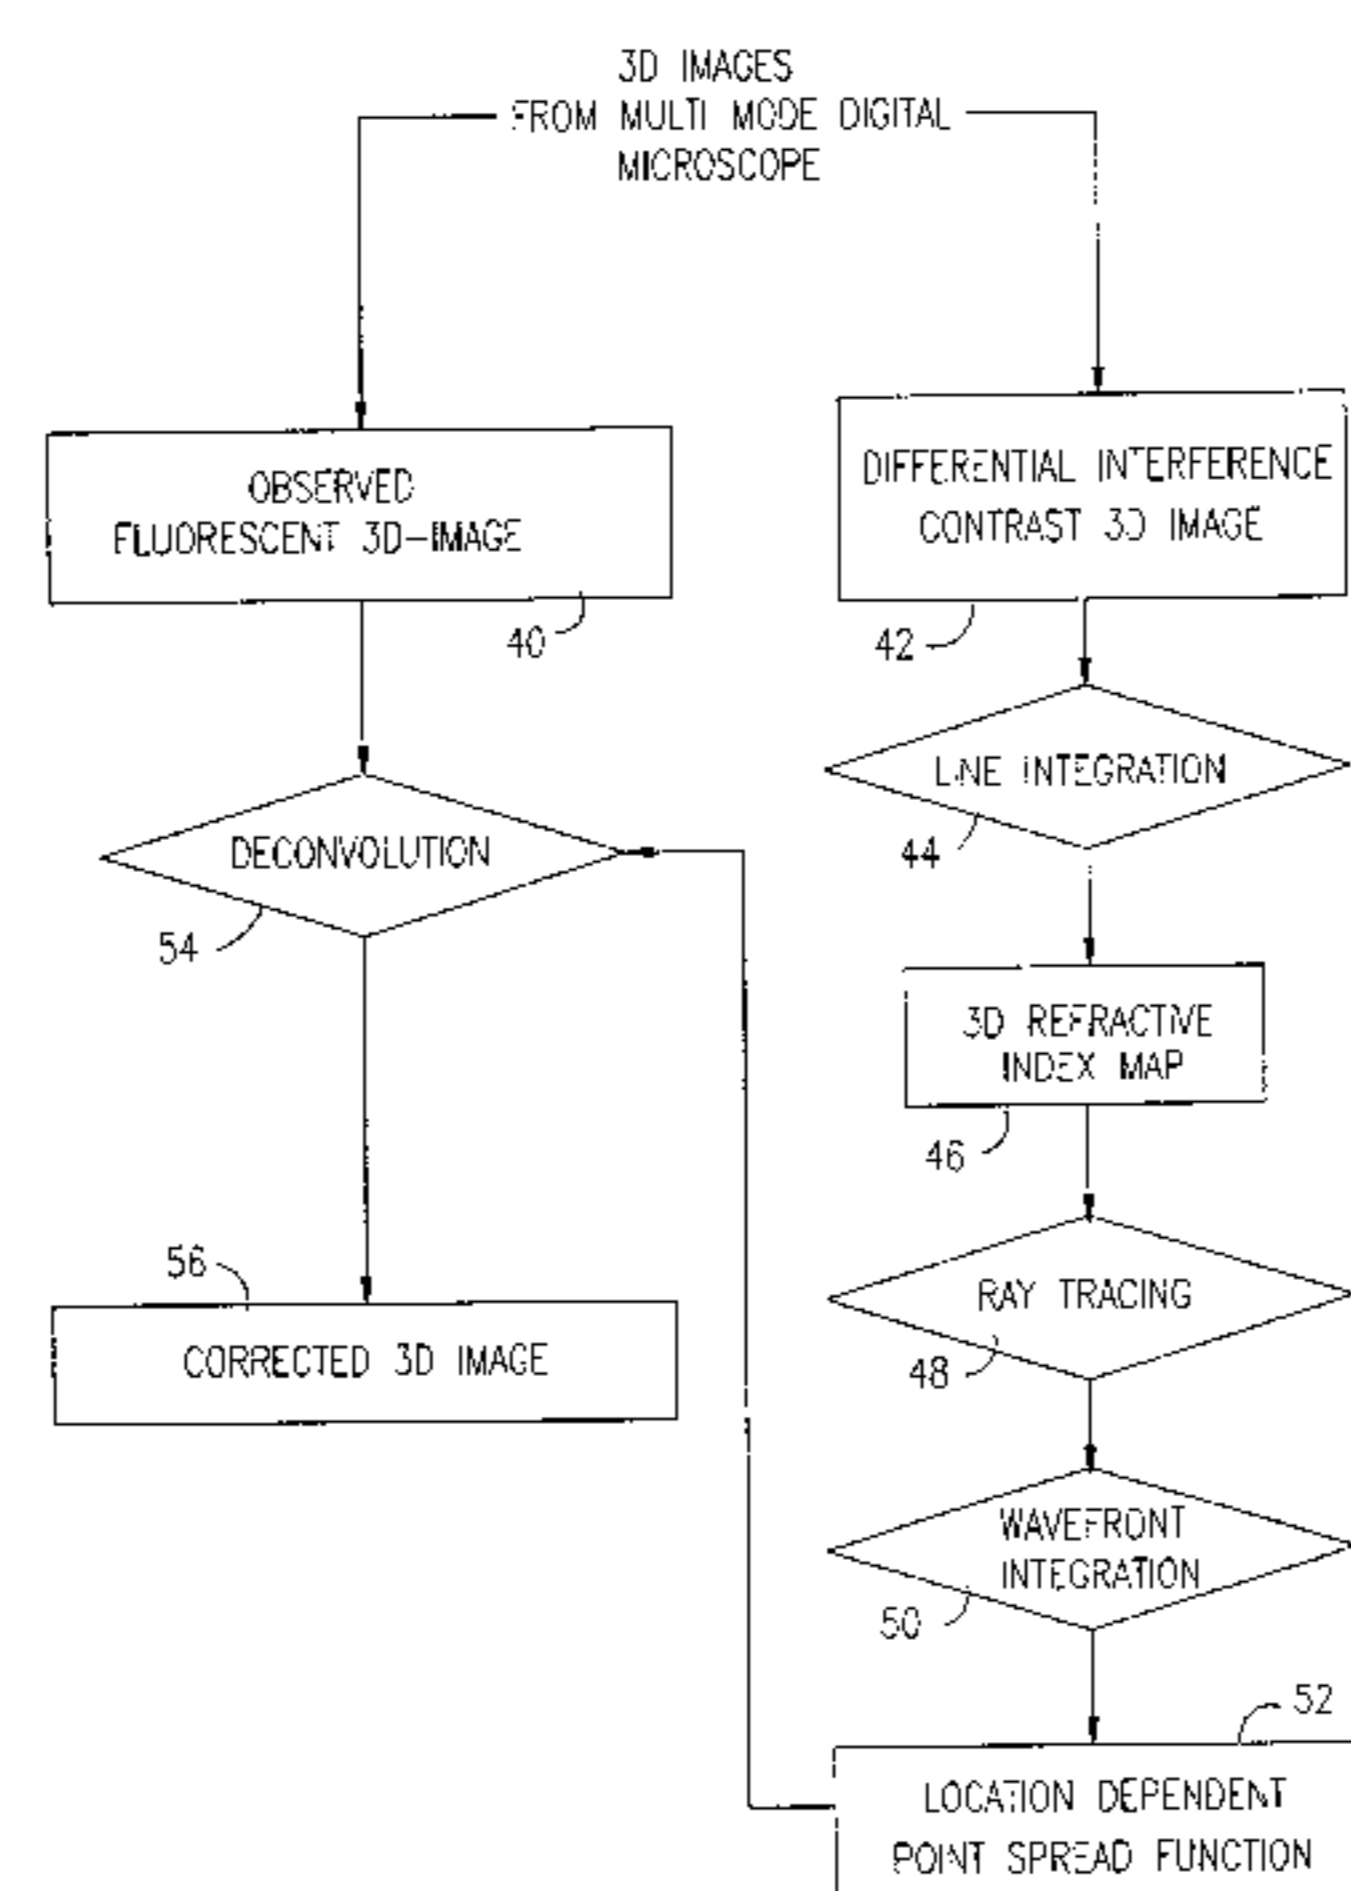 3D IMAGES
FROM MULTI MODE DIGITAL
MICROSCOPE
OBSERVED
FLUORESCENT 3D-IMAGE
40
DIFFERENTIAL INTERFERENCE
CONTRAST 3D IMAGE
42
LINE INTEGRATION
44
DECONVOLUTION
54
3D REFRACTIVE
INDEX MAP
46
56
CORRECTED 3D IMAGE
RAY TRACING
48
WAVEFRONT
INTEGRATION
50
52
LOCATION DEPENDENT
POINT SPREAD FUNCTION